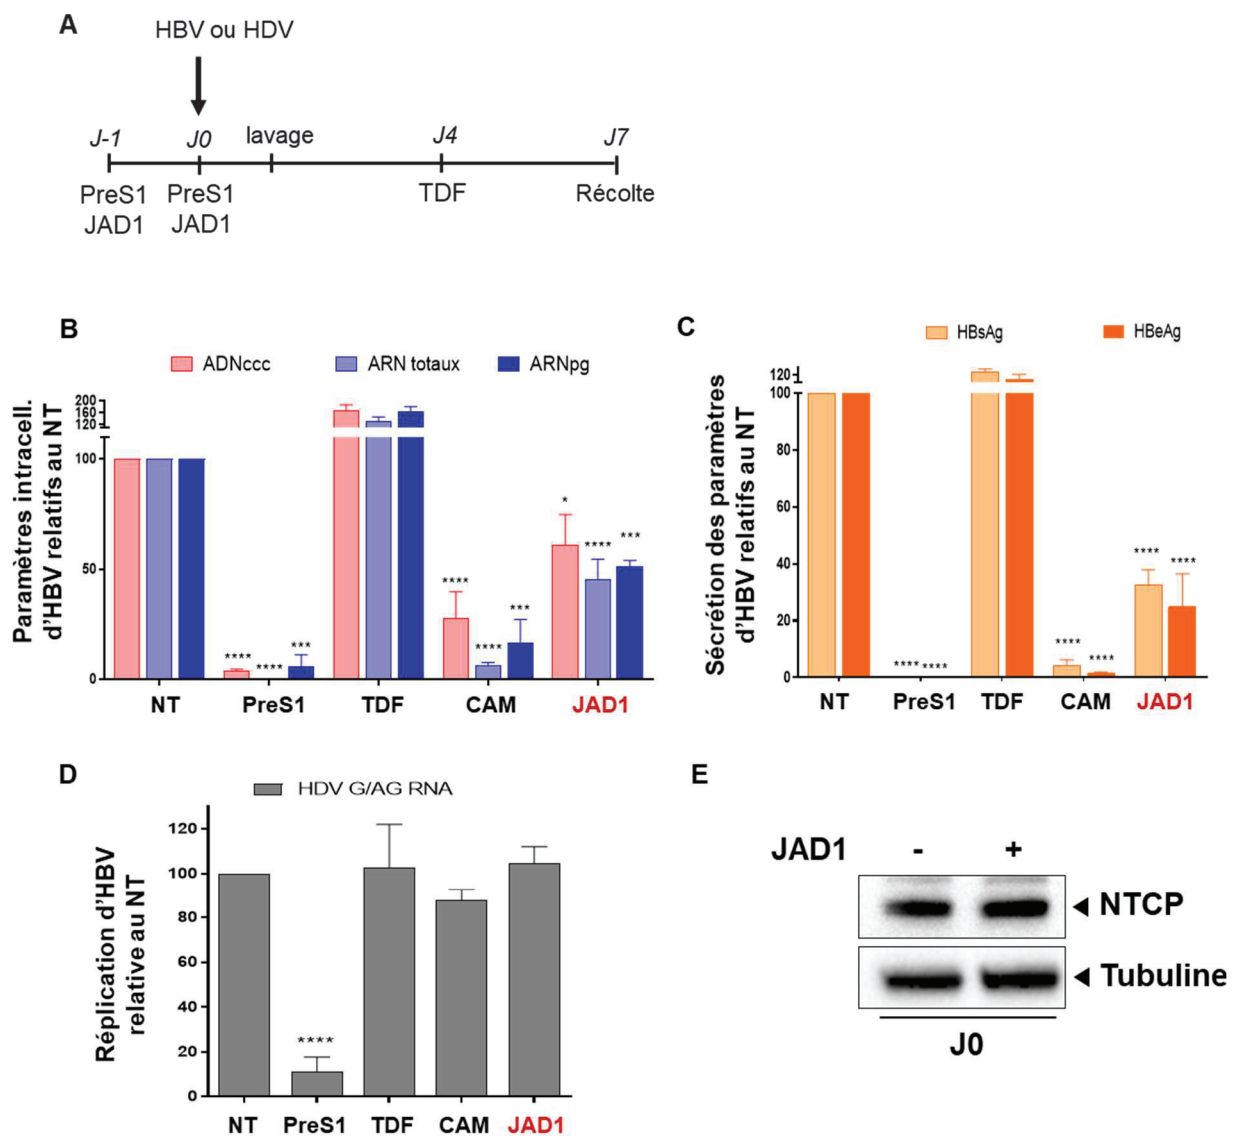 A
HBV ou HDV
J-1
J0
lavage
J4
J7
PreS1
PreS1
TDF
Récolte
JAD1
JAD1
B
ADNccc
ARN totaux
ARNpg
Paramètres intracell.
d'HBV relatifs au NT
200
160
120
100
50
0
****
****
***
****
****
***
*
****
***
NT
PreS1
TDF
CAM
JAD1
C
HBsAg
HBeAg
Sécrétion des paramètres
d'HBV relatifs au NT
120
100
80
60
40
20
0
****
****
****
****
****
****
NT
PreS1
TDF
CAM
JAD1
D
HDV G/AG RNA
Réplication d'HBV
relative au NT
120
100
80
60
40
20
0
****
NT
PreS1
TDF
CAM
JAD1
E
JAD1 - +
NTCP
Tubuline
J0